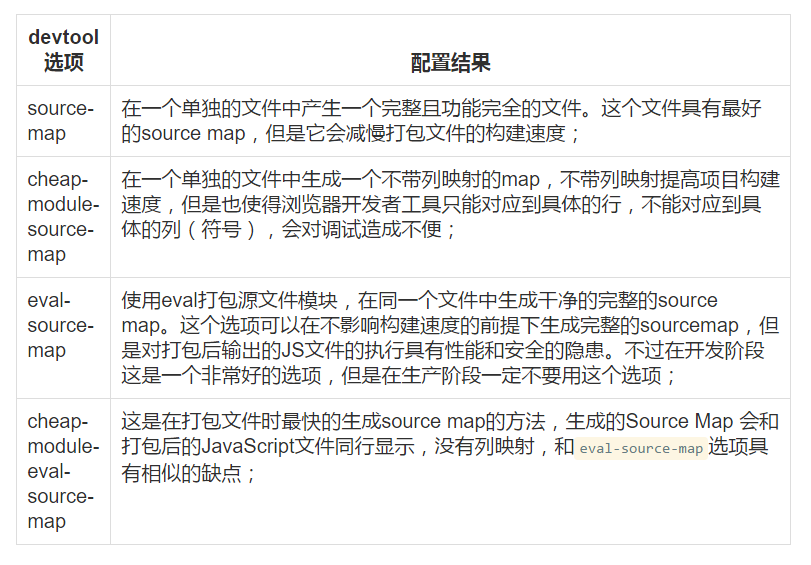 devtool
选项
配置结果
source-
map
在一个单独的文件中产生一个完整且功能完全的文件。这个文件具有最好
的source map，但是它会减慢打包文件的构建速度；
cheap-
module-
source-
map
在一个单独的文件中生成一个不带列映射的map，不带列映射提高项目构建
速度，但是也使得浏览器开发者工具只能对应到具体的行，不能对应到具
体的列（符号），会对调试造成不便；
eval-
source-
map
使用eval打包源文件模块，在同一个文件中生成干净的完整的source
map。这个选项可以在不影响构建速度的前提下生成完整的sourcemap，但
是对打包后输出的JS文件的执行具有性能和安全的隐患。不过在开发阶段
这是一个非常好的选项，但是在生产阶段一定不要用这个选项；
cheap-
module-
eval-
source-
map
这是在打包文件时最快的生成source map的方法，生成的Source Map 会和
打包后的JavaScript文件同行显示，没有列映射，和eval-source-map选项具
有相似的缺点；